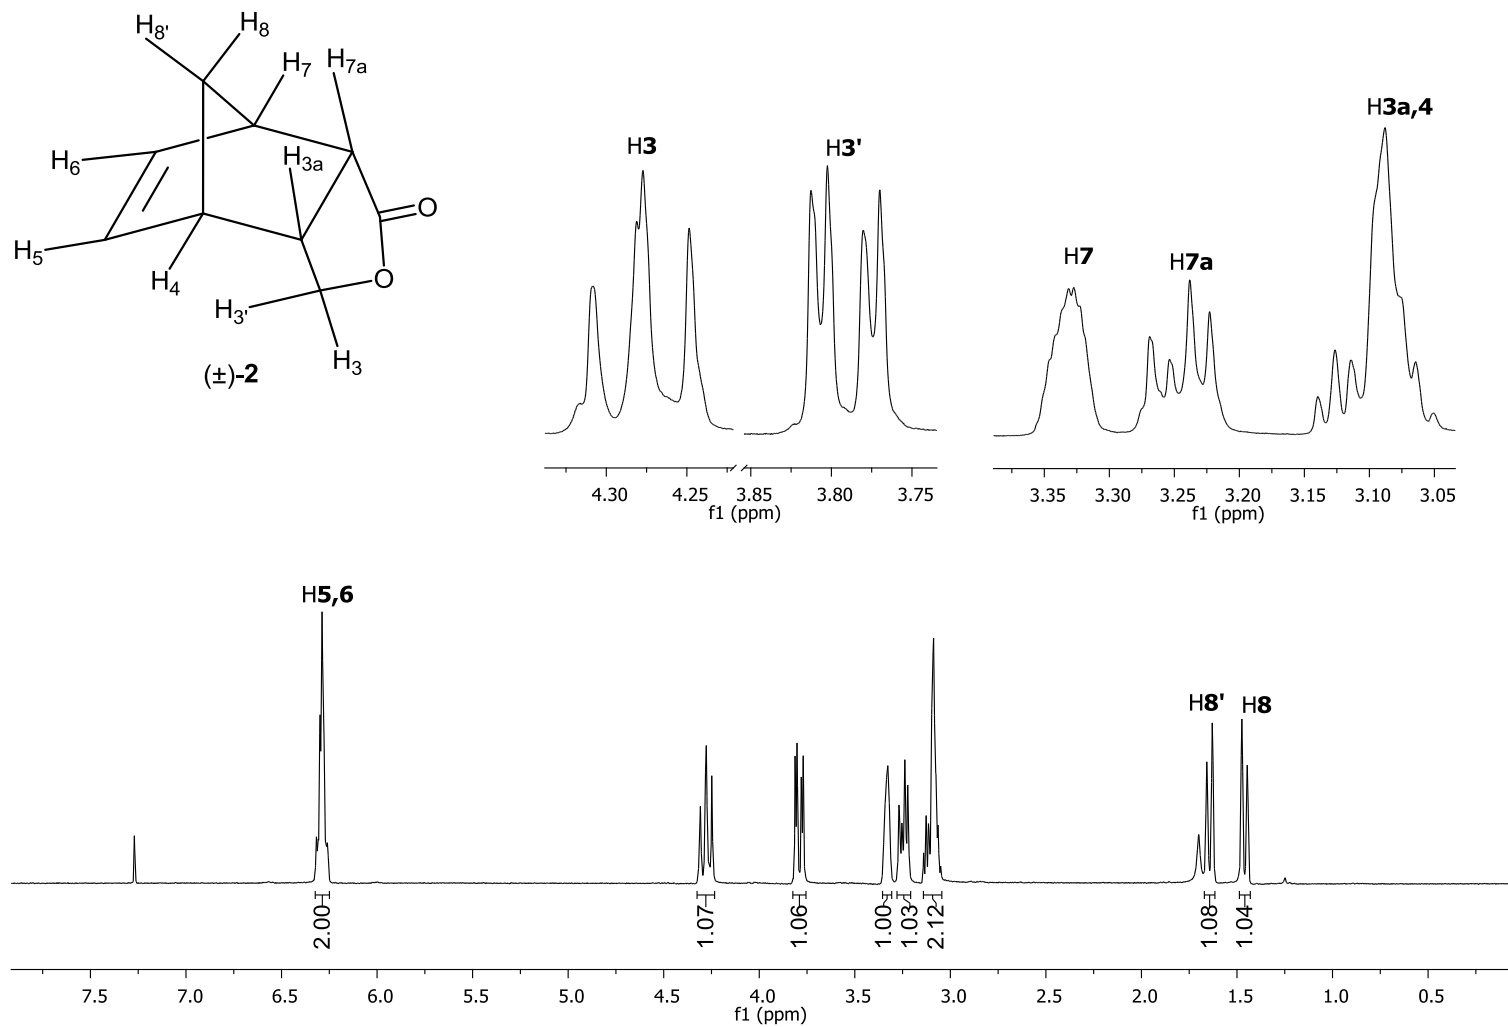 H8' H8
H7 H7a
H6 H3a
O
H5 H4 O
H3'
H3
(±)-2
H3 H3' H7 H7a H3a,4
4.30 4.25 3.85 3.80 3.75
f1 (ppm)
3.35 3.30 3.25 3.20 3.15 3.10 3.05
f1 (ppm)
H5,6
H8' H8
2.00 1.07 1.06 1.00 1.03 2.12 1.08 1.04
7.5 7.0 6.5 6.0 5.5 5.0 4.5 4.0 3.5 3.0 2.5 2.0 1.5 1.0 0.5
f1 (ppm)